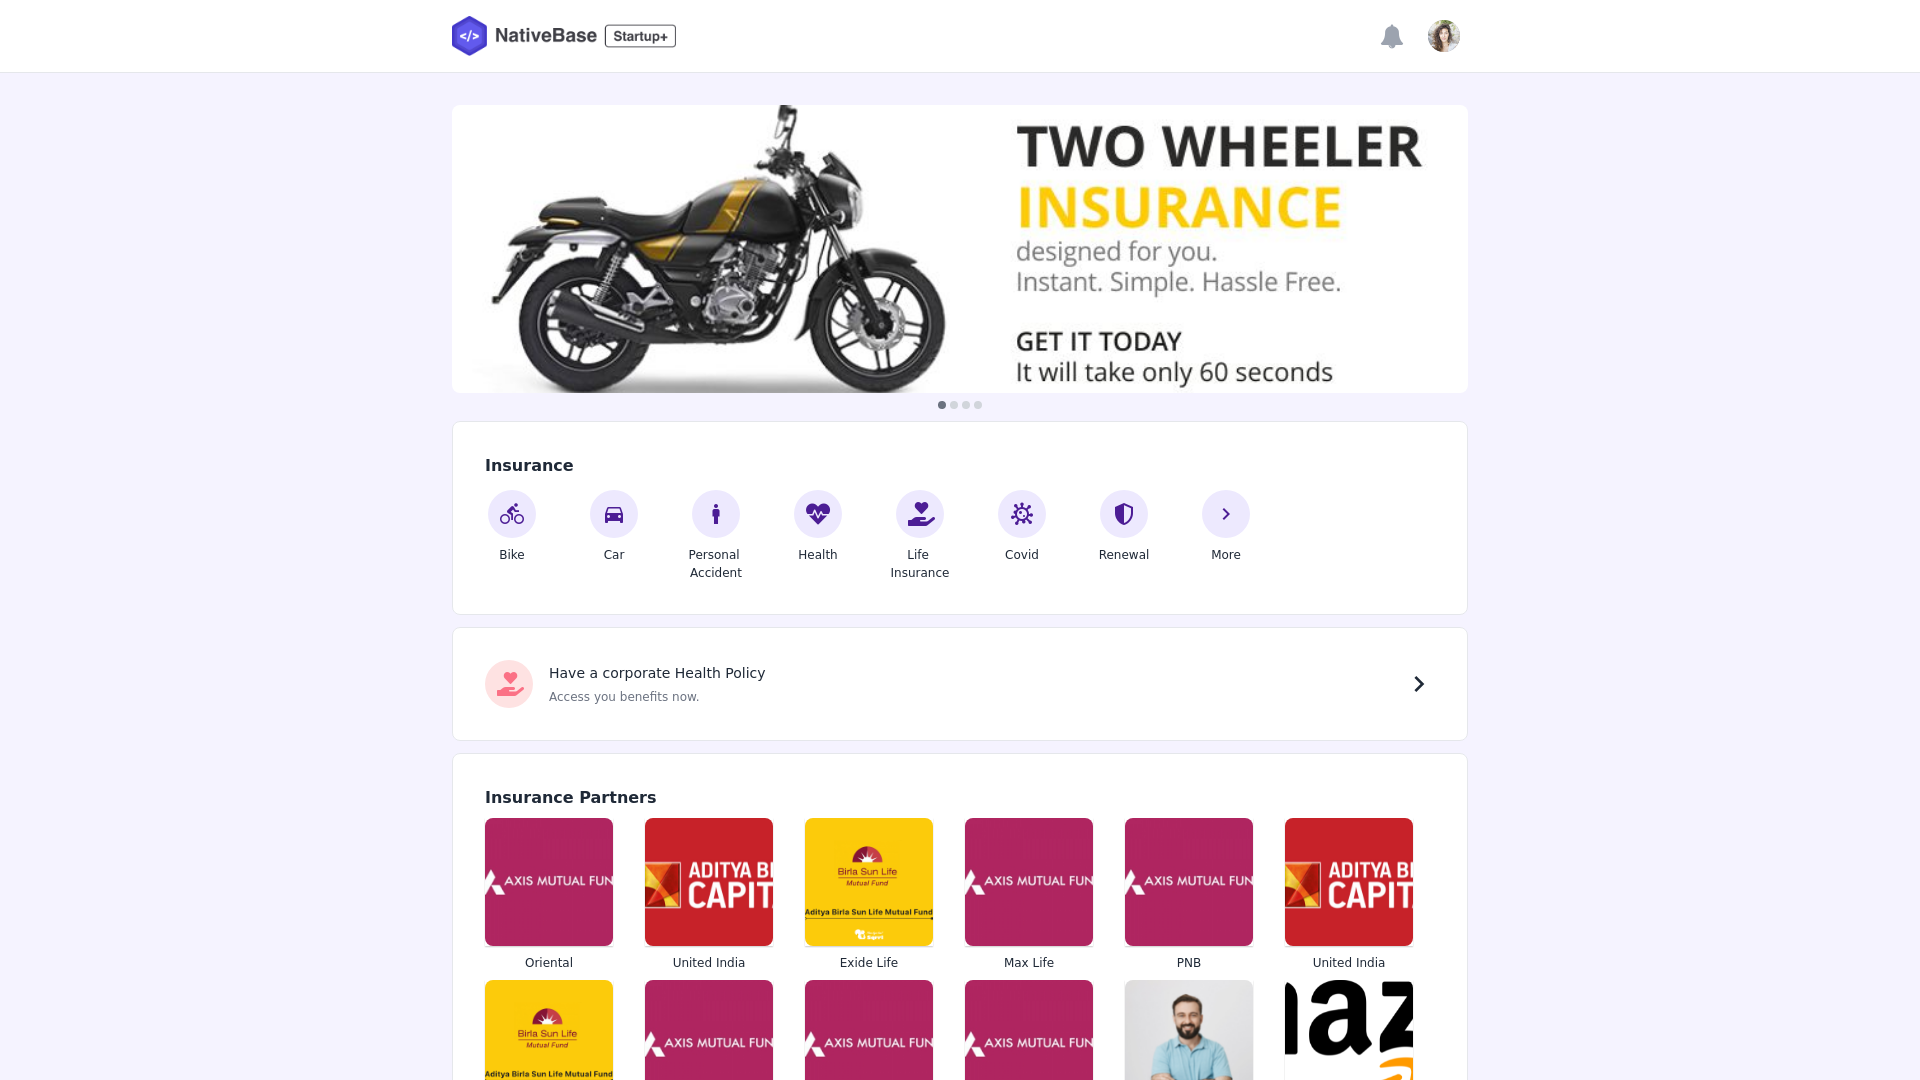 </> NativeBase Startup+
TWO WHEELER
INSURANCE
designed for you.
Instant. Simple. Hassle Free.
GET IT TODAY
It will take only 60 seconds
Insurance
Bike
Car
Personal
Accident
Health
Life
Insurance
Covid
Renewal
More
Have a corporate Health Policy
Access you benefits now.
Insurance Partners
AXIS MUTUAL FUN
ADITYA BI
CAPIT
Birla Sun Life
Mutual Fund
Aditya Birla Sun Life Mutual Fund
AXIS MUTUAL FUN
AXIS MUTUAL FUN
ADITYA BI
CAPIT
Oriental
United India
Exide Life
Max Life
PNB
United India
Birla Sun Life
Mutual Fund
Aditya Birla Sun Life Mutual Fund
AXIS MUTUAL FUN
AXIS MUTUAL FUN
AXIS MUTUAL FUN
naz